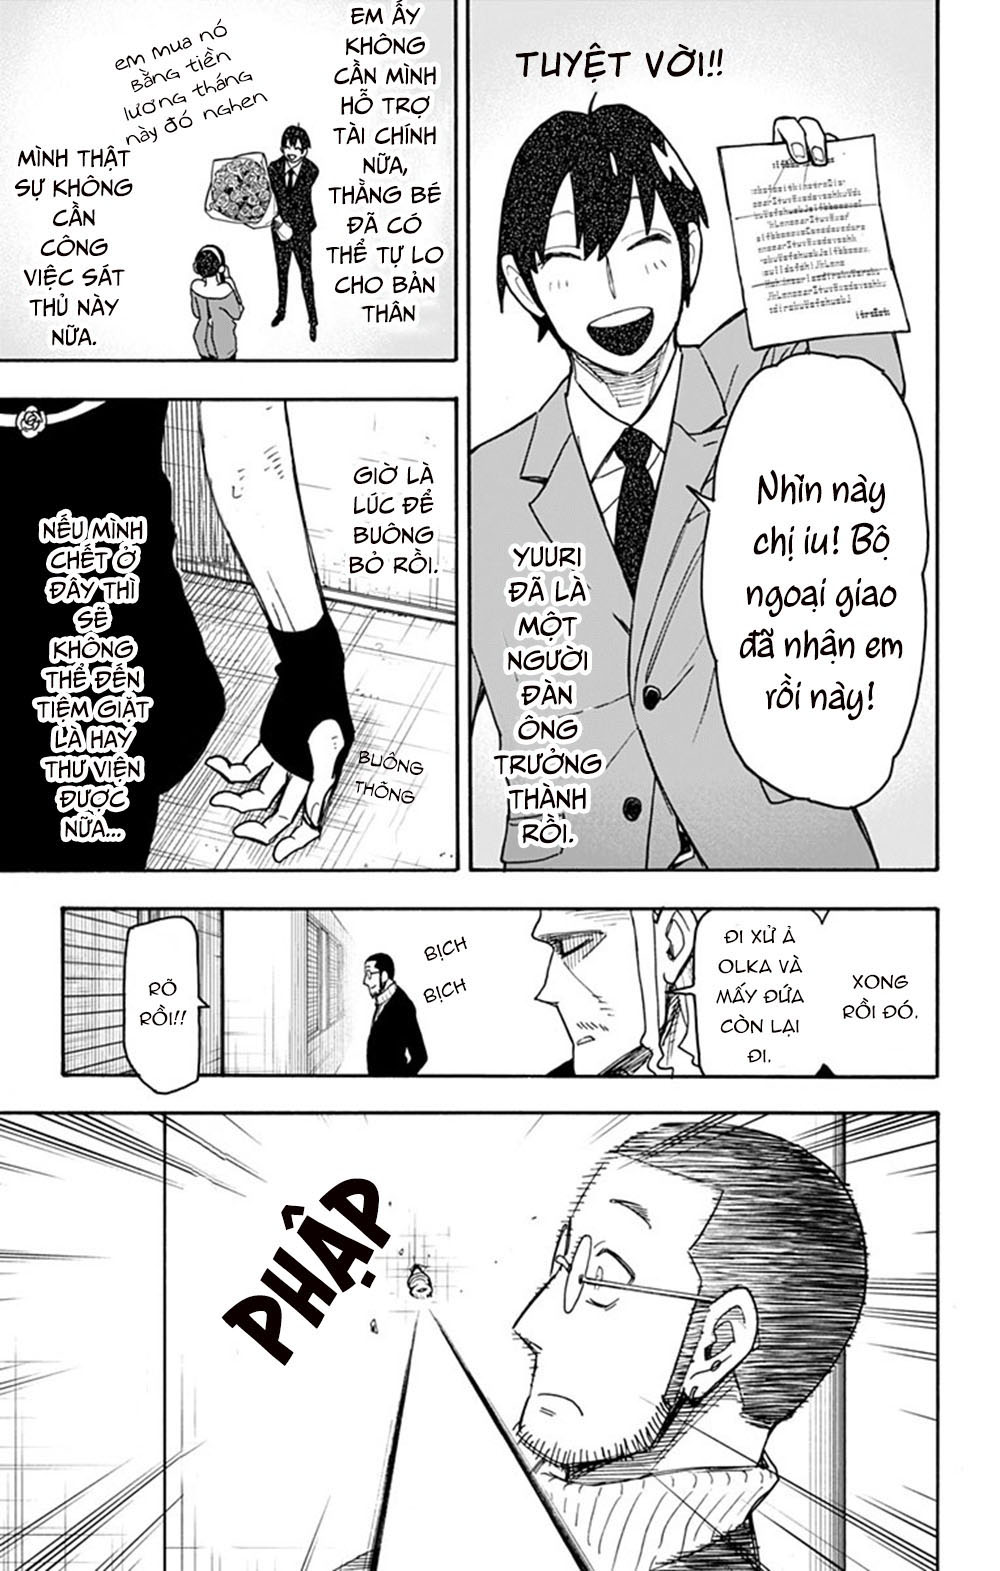 TUYỆT VỜI!!
Nhìn này
chị iu! Bộ
ngoại giao
đã nhận em
rồi này!
YUURI
ĐÃ LÀ
MỘT
NGƯỜI
ĐÀN
ÔNG
TRƯỞNG
THÀNH
RỒI.
EM ẤY
KHÔNG
CẦN MÌNH
HỖ TRỢ
TÀI CHÍNH
NỮA,
THẰNG BÉ
ĐÃ CÓ
THỂ TỰ LO
CHO BẢN
THÂN
em mua nó
bằng tiền
lương tháng
này đó nghen
MÌNH THẬT
SỰ KHÔNG
CẦN
CÔNG
VIỆC SÁT
THỦ NÀY
NỮA.
GIỜ LÀ
LÚC ĐỂ
BUÔNG
BỎ RỒI.
BUÔNG
THÕNG
NẾU MÌNH
CHẾT Ở
ĐÂY THÌ
SẼ
KHÔNG
THỂ ĐẾN
TIỆM GIẶT
LÀ HAY
THƯ VIỆN
ĐƯỢC
NỮA...
XONG
RỒI ĐÓ.
ĐI XỬ Ả
OLKA VÀ
MẤY ĐỨA
CÒN LẠI
ĐI.
BỊCH
BỊCH
RÕ
RỒI!!
PHẬP